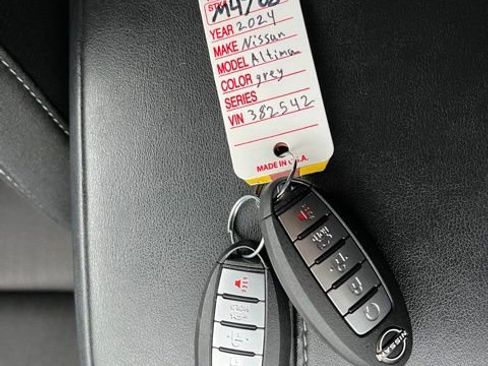 YEAR 2024
MAKE Nissan
MODEL Altima
COLOR grey
SERIES
VIN 382542
MADE IN U.S.A.
NISSAN